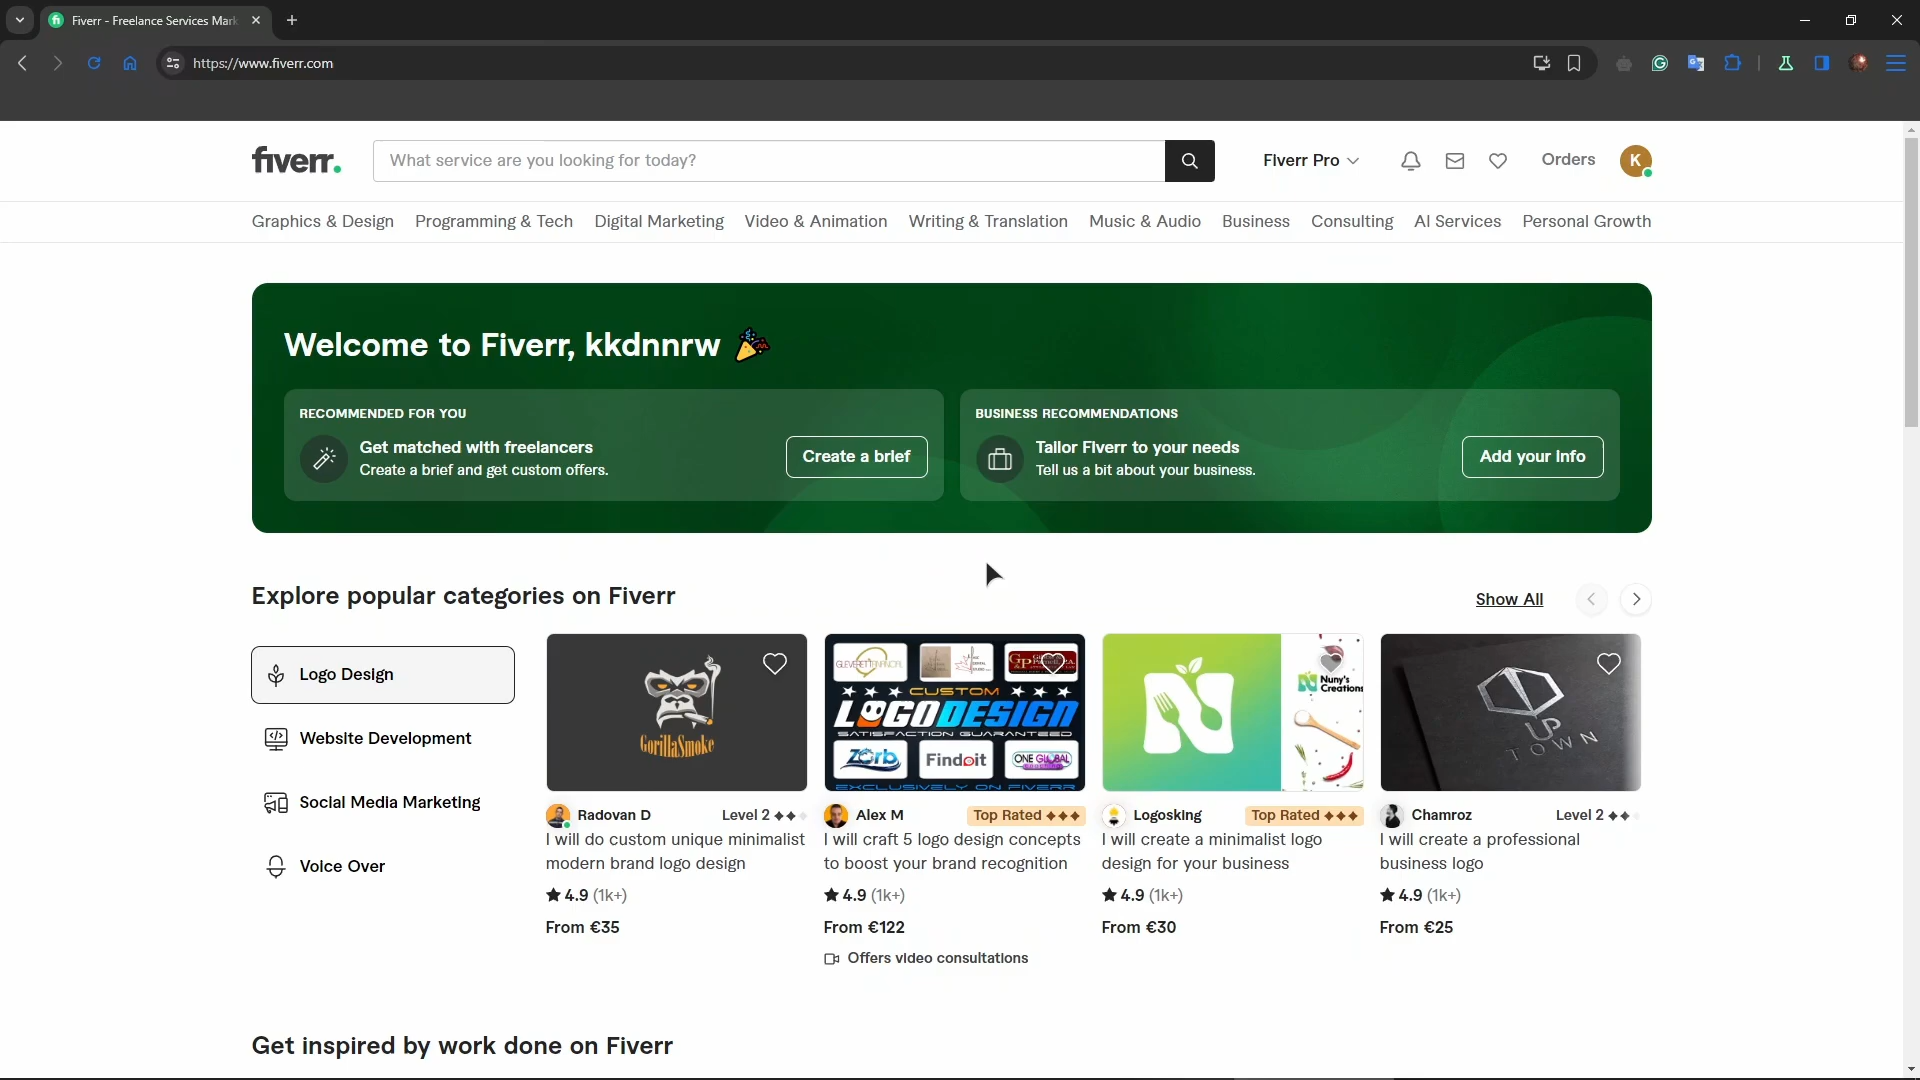 Fiverr - Freelance Services Mark
https://www.fiverr.com
fiverr.
What service are you looking for today?
Fiverr Pro
Orders
K
Graphics & Design
Programming & Tech
Digital Marketing
Video & Animation
Writing & Translation
Music & Audio
Business
Consulting
AI Services
Personal Growth
Welcome to Fiverr, kkdnnrw
RECOMMENDED FOR YOU
Get matched with freelancers
Create a brief and get custom offers.
Create a brief
BUSINESS RECOMMENDATIONS
Tailor Fiverr to your needs
Tell us a bit about your business.
Add your info
Explore popular categories on Fiverr
Show All
Logo Design
Website Development
Social Media Marketing
Voice Over
GorillaSmoke
Radovan D
Level 2
I will do custom unique minimalist
modern brand logo design
4.9 (1k+)
From €35
CUSTOM
LOGO DESIGN
SATISFACTION GUARANTEED
Zorb
Findpit
ONE GLOBAL
EXCLUSIVELY ON FIVERR
Alex M
Top Rated
I will craft 5 logo design concepts
to boost your brand recognition
4.9 (1k+)
From €122
Offers video consultations
Nuny's
Creations
Logosking
Top Rated
I will create a minimalist logo
design for your business
4.9 (1k+)
From €30
UP
TOWN
Chamroz
Level 2
I will create a professional
business logo
4.9 (1k+)
From €25
Get inspired by work done on Fiverr